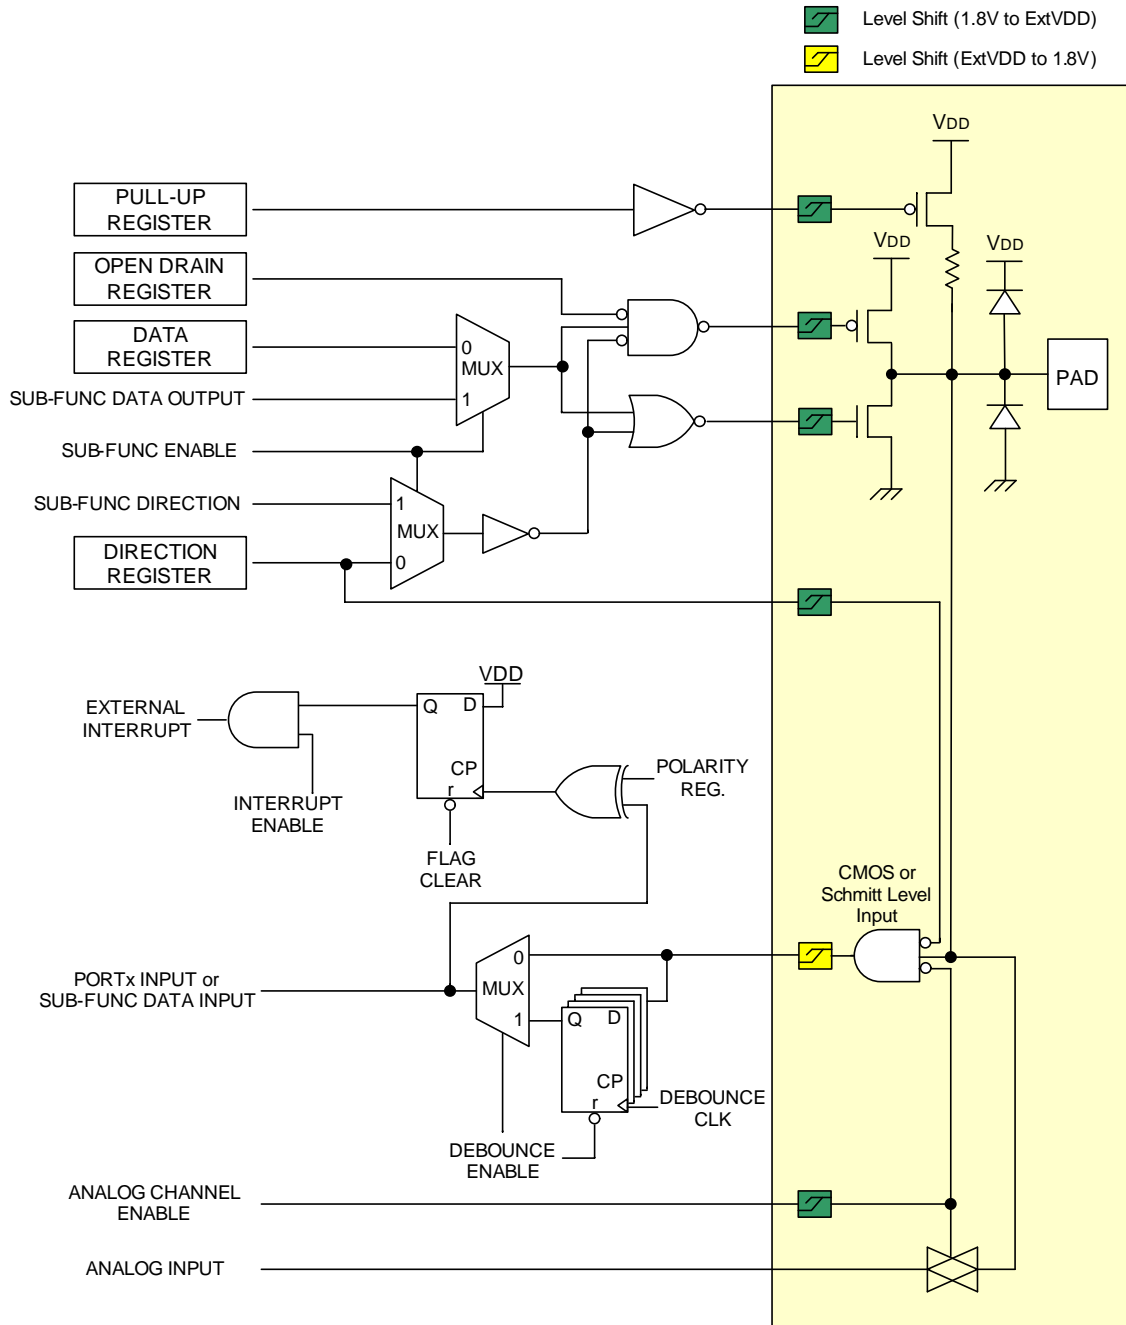 Level Shift (1.8V to ExtVDD)
Level Shift (ExtVDD to 1.8V)
VDD
PULL-UP
REGISTER
VDD
VDD
OPEN DRAIN
REGISTER
DATA
REGISTER
0
MUX
1
PAD
SUB-FUNC DATA OUTPUT
SUB-FUNC ENABLE
SUB-FUNC DIRECTION
1
MUX
0
DIRECTION
REGISTER
VDD
EXTERNAL
INTERRUPT
Q D
CP
r
POLARITY
REG.
INTERRUPT
ENABLE
FLAG
CLEAR
CMOS or
Schmitt Level
Input
PORTx INPUT or
SUB-FUNC DATA INPUT
0
MUX
1
Q D
CP
r
DEBOUNCE
CLK
DEBOUNCE
ENABLE
ANALOG CHANNEL
ENABLE
ANALOG INPUT